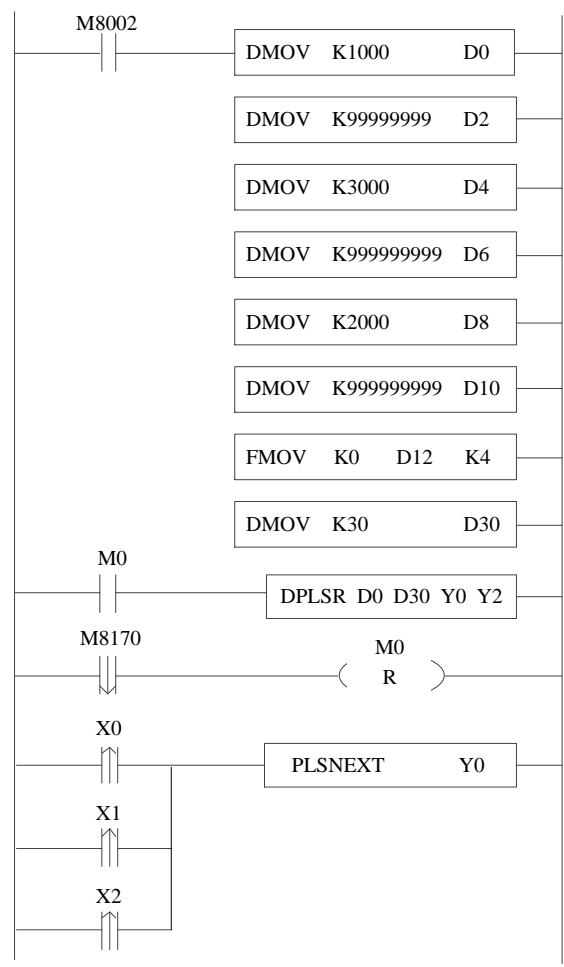 M8002
DMOV K1000 D0
DMOV K99999999 D2
DMOV K3000 D4
DMOV K999999999 D6
DMOV K2000 D8
DMOV K999999999 D10
FMOV K0 D12 K4
DMOV K30 D30
M0
DPLSR D0 D30 Y0 Y2
M8170
M0
R
X0
PLSNEXT Y0
X1
X2